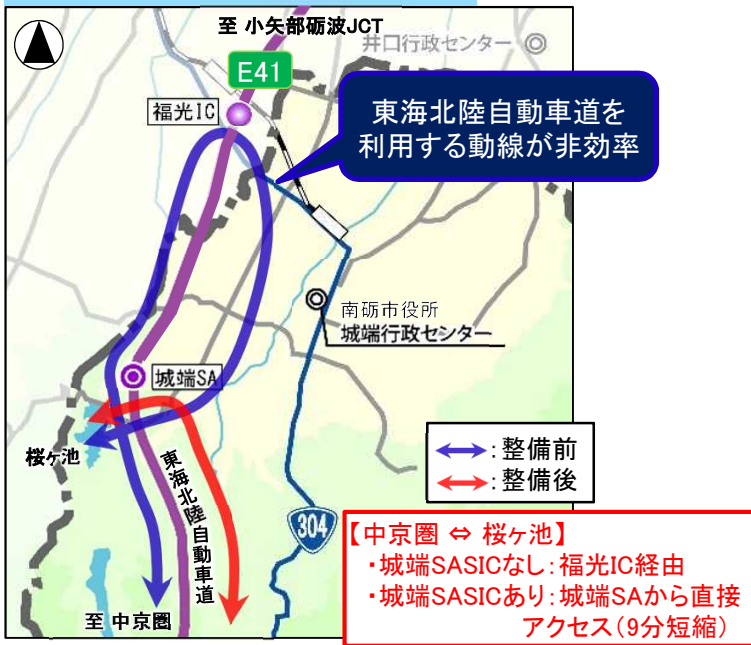 至 小矢部砺波JCT
井口行政センター
E41
福光IC
東海北陸自動車道を
利用する動線が非効率
南砺市役所
城端行政センター
城端SA
桜ヶ池
東海北陸自動車道
:整備前
:整備後
304
至 中京圏
【中京圏 ⇔ 桜ヶ池】
・城端SASICなし:福光IC経由
・城端SASICあり:城端SAから直接
アクセス(9分短縮)